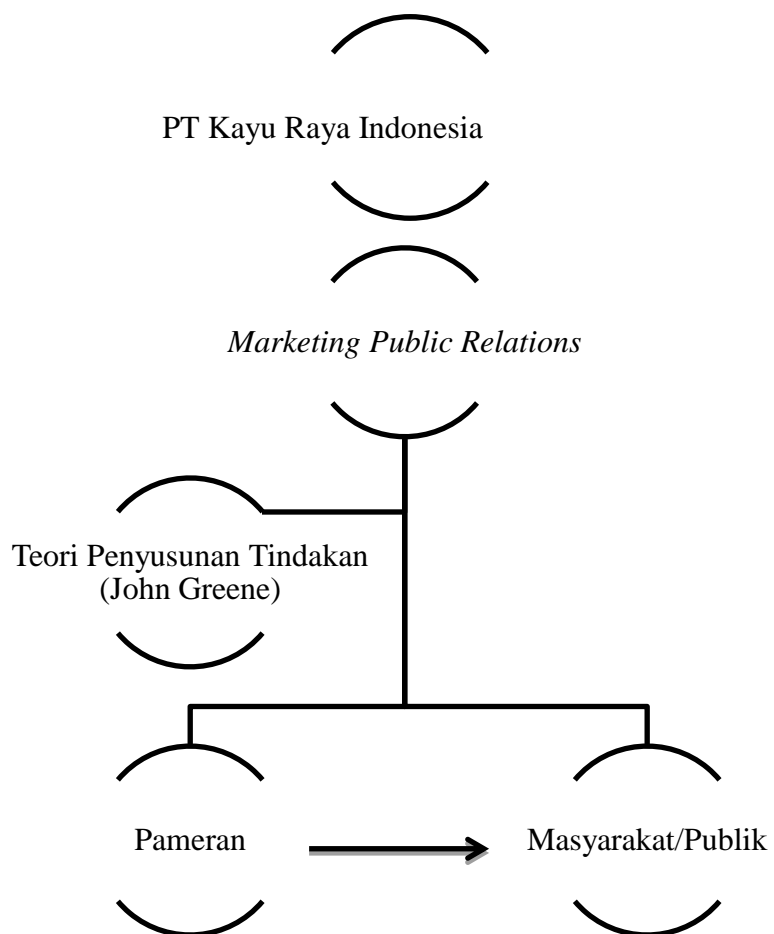 PT Kayu Raya Indonesia
Marketing Public Relations
Teori Penyusunan Tindakan
(John Greene)
Pameran
Masyarakat/Publik